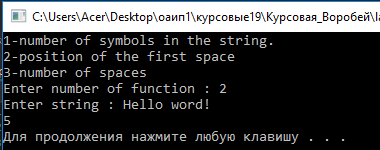 C:\Users\Acer\Desktop\оаип1\курсовые19\Курсовая_Воробей\la
1-number of symbols in the string.
2-position of the first space
3-number of spaces
Enter number of function : 2
Enter string : Hello word!
5
Для продолжения нажмите любую клавишу . . .